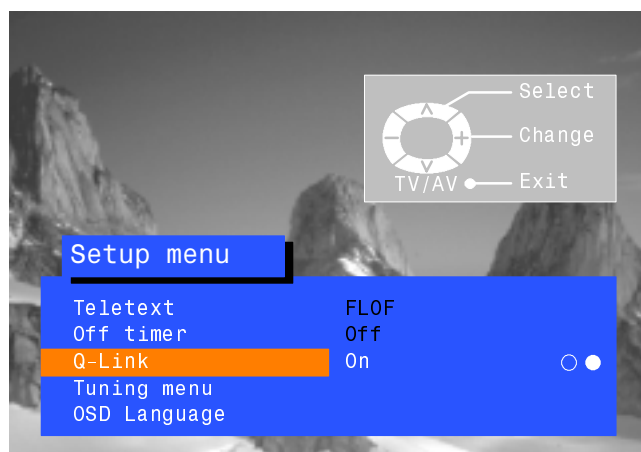 Select
Change
TV/AV Exit
Setup menu
Teletext FLOF
Off timer Off
Q-Link On
Tuning menu
OSD Language